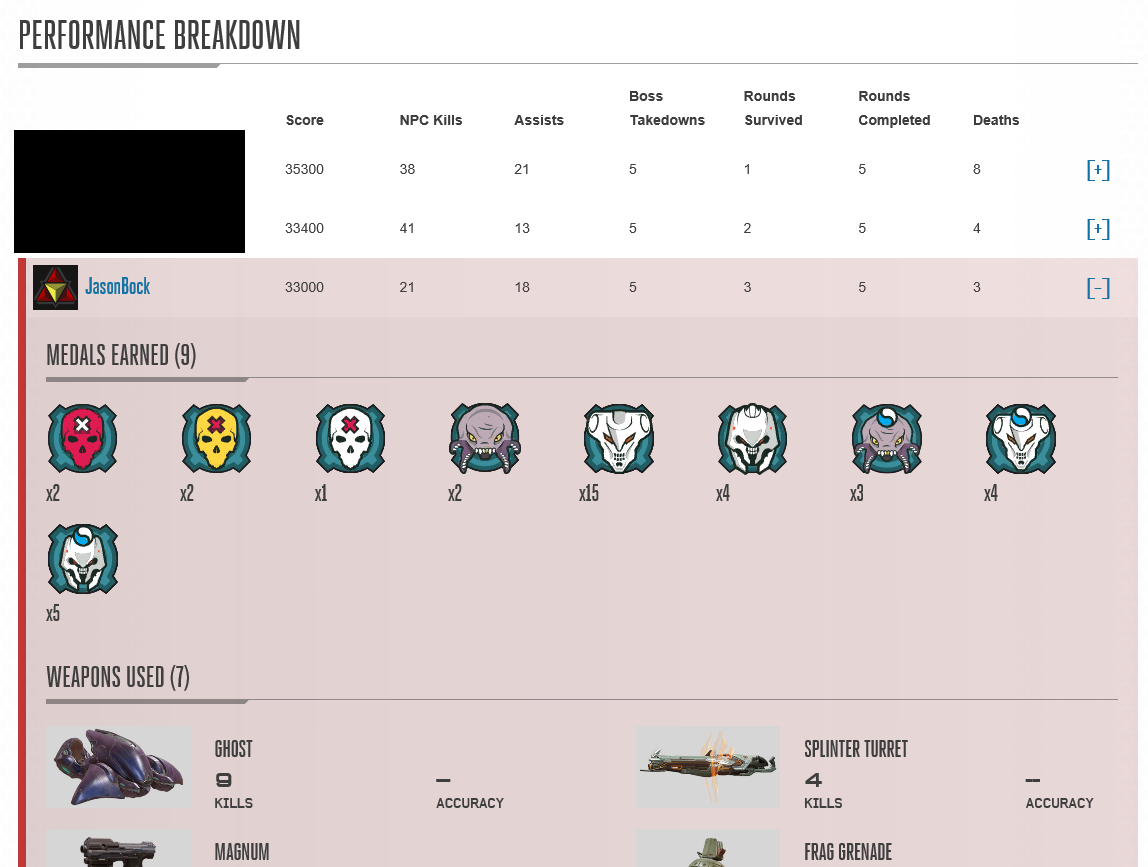 PERFORMANCE BREAKDOWN
Score NPC Kills Assists Boss Takedowns Rounds Survived Rounds Completed Deaths
35300 38 21 5 1 5 8 [+]
33400 41 13 5 2 5 4 [+]
JasonBock 33000 21 18 5 3 5 3 [-]
MEDALS EARNED (9)
x2 x2 x1 x2 x15 x4 x3 x4
x5
WEAPONS USED (7)
GHOST SPLINTER TURRET
9 — 4 —
KILLS ACCURACY KILLS ACCURACY
MAGNUM FRAG GRENADE